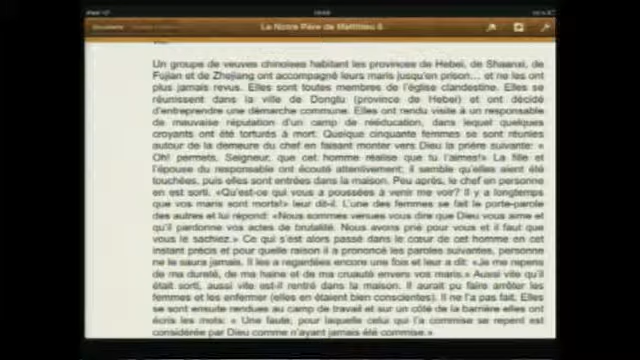 Le Notre Père de Matthieu 6
Un groupe de veuves chinoises habitant les provinces de Hebei, de Shaanxi, de
Fujian et de Zhejiang ont accompagné leurs maris jusqu'en prison... et ne les ont
plus jamais revus. Elles sont toutes membres de l'église clandestine. Elles se
réunissent dans la ville de Donglu (province de Hebei) et ont décidé
d'entreprendre une démarche commune. Elles ont rendu visite à un responsable
de mauvaise réputation d'un camp de rééducation, dans lequel quelques
croyants ont été torturés à mort. Quelque cinquante femmes se sont réunies
autour de la demeure du chef en faisant monter vers Dieu la prière suivante: «
Oh! permets, Seigneur, que cet homme réalise que tu l'aimes!» La fille et
l'épouse du responsable ont écouté attentivement; il semble qu'elles aient été
touchées, puis elles sont entrées dans la maison. Peu après, le chef en personne
en est sorti. «Qu'est-ce qui vous a poussées à venir me voir? Il y a longtemps
que vos maris sont morts!» leur dit-il. L'une des femmes se fait le porte-parole
des autres et lui répond: «Nous sommes venues vous dire que Dieu vous aime et
qu'il pardonne vos actes de brutalité. Nous avons prié pour vous et il faut que
vous le sachiez.» Ce qui s'est alors passé dans le cœur de cet homme en cet
instant précis et pour quelle raison il a prononcé les paroles suivantes, personne
ne le saura jamais. Il les a regardées encore une fois et leur a dit: «Je me repens
de ma dureté, de ma haine et de ma cruauté envers vos maris.» Aussi vite qu'il
était sorti, aussi vite est-il rentré dans la maison. Il aurait pu faire arrêter les
femmes et les enfermer (elles en étaient bien conscientes). Il ne l'a pas fait. Elles
se sont ensuite rendues au camp de travail et sur un côté de la barrière elles ont
écris les mots: « Une faute, pour laquelle celui qui l'a commise se repent est
considérée par Dieu comme n'ayant jamais été commise.»